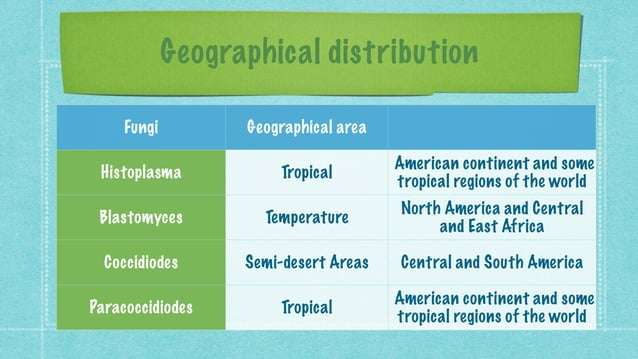 Geographical distribution
Fungi Geographical area
Histoplasma Tropical American continent and some
tropical regions of the world
Blastomyces Temperature North America and Central
and East Africa
Coccidiodes Semi-desert Areas Central and South America
Paracoccidiodes Tropical American continent and some
tropical regions of the world